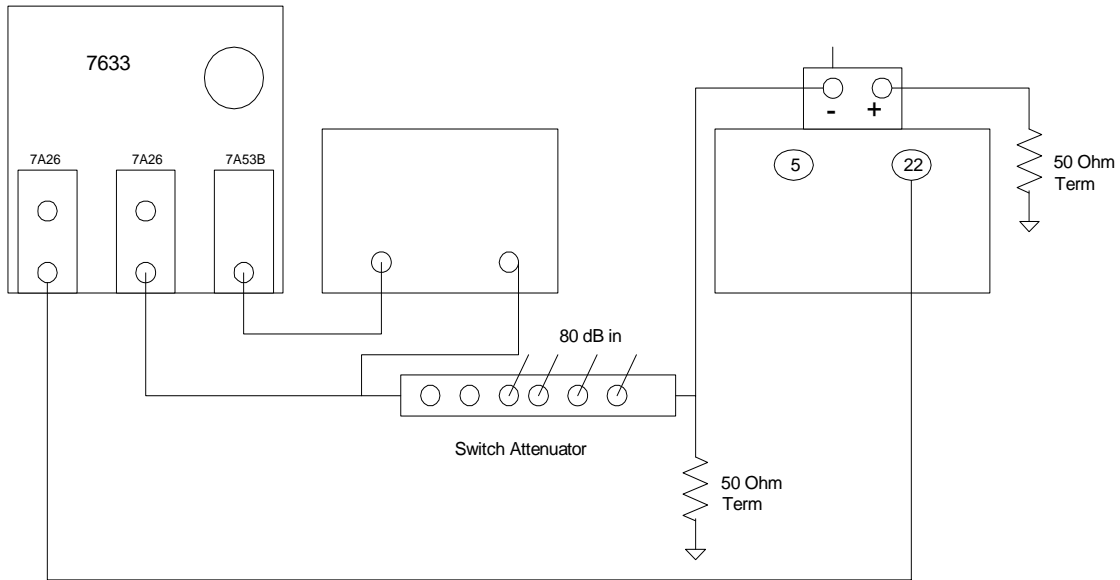 7633
7A26
7A26
7A53B
- +
5
22
50 Ohm
Term
80 dB in
Switch Attenuator
50 Ohm
Term